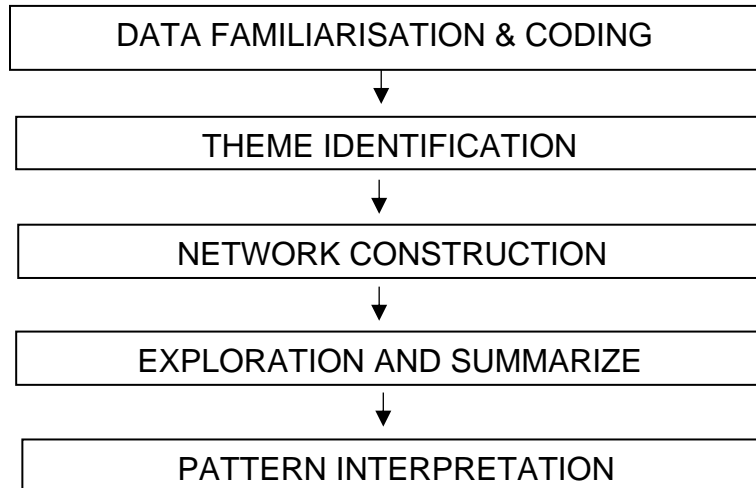 DATA FAMILIARISATION & CODING
THEME IDENTIFICATION
NETWORK CONSTRUCTION
EXPLORATION AND SUMMARIZE
PATTERN INTERPRETATION